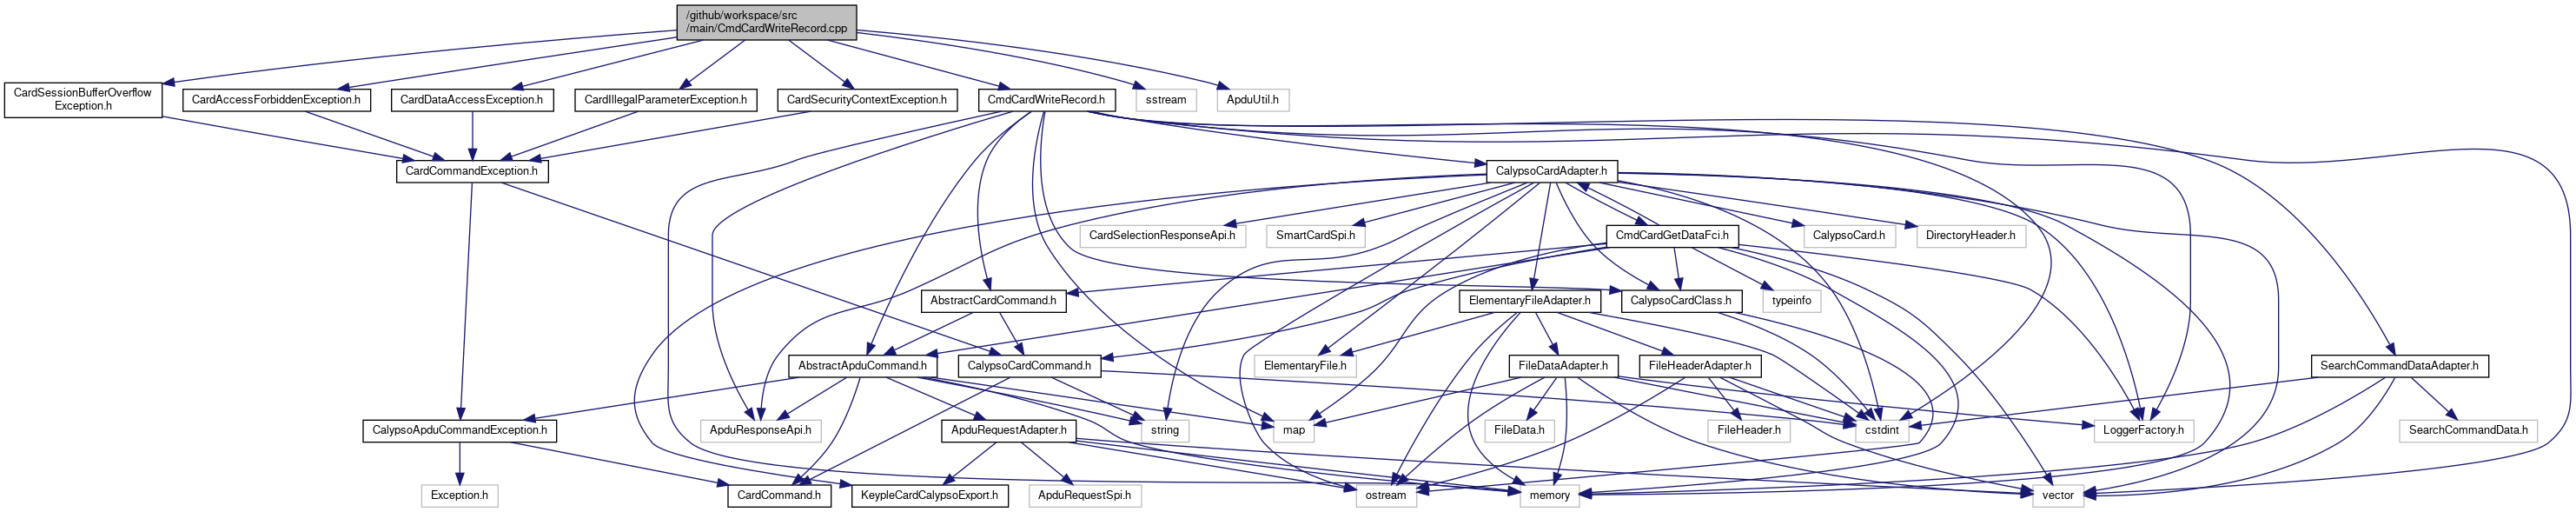 /github/workspace/src
/main/CmdCardWriteRecord.cpp
CardSessionBufferOverflow
Exception.h
CardAccessForbiddenException.h
CardDataAccessException.h
CardIllegalParameterException.h
CardSecurityContextException.h
CmdCardWriteRecord.h
sstream
ApduUtil.h
CardCommandException.h
CalypsoCardAdapter.h
CardSelectionResponseApi.h
SmartCardSpi.h
CmdCardGetDataFci.h
CalypsoCard.h
DirectoryHeader.h
AbstractCardCommand.h
ElementaryFileAdapter.h
CalypsoCardClass.h
typeinfo
AbstractApduCommand.h
CalypsoCardCommand.h
ElementaryFile.h
FileDataAdapter.h
FileHeaderAdapter.h
SearchCommandDataAdapter.h
CalypsoApduCommandException.h
ApduResponseApi.h
ApduRequestAdapter.h
string
map
FileData.h
FileHeader.h
cstdint
LoggerFactory.h
SearchCommandData.h
Exception.h
CardCommand.h
KeypleCardCalypsoExport.h
ApduRequestSpi.h
ostream
memory
vector